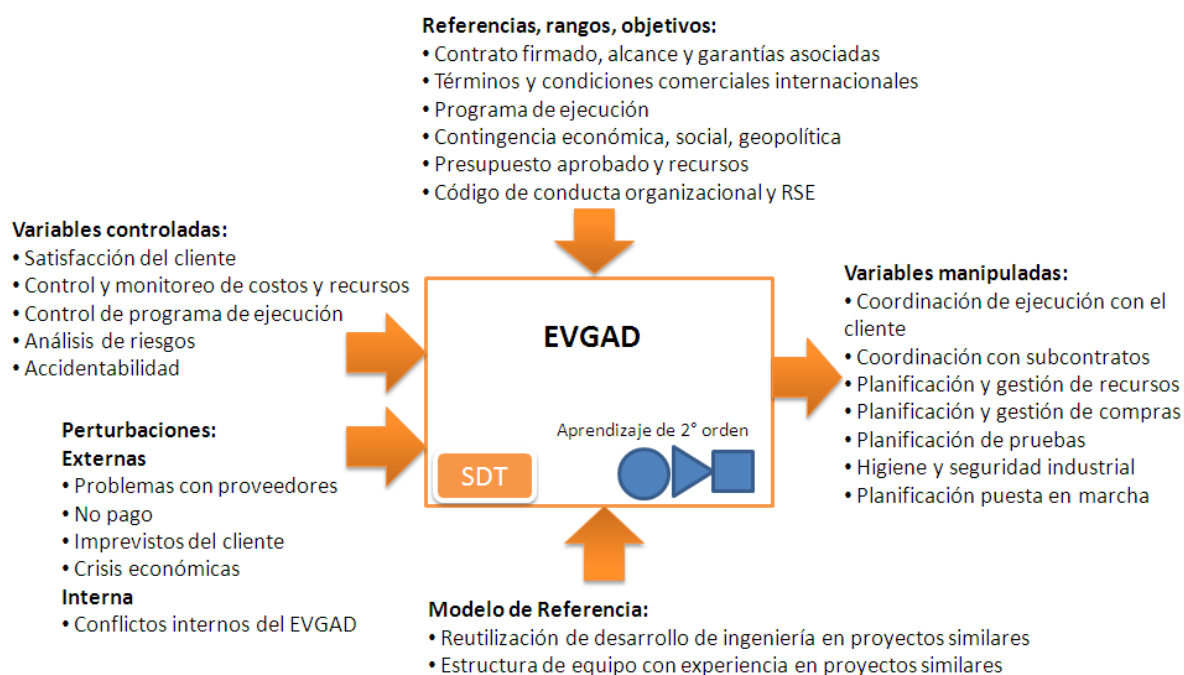 Referencias, rangos, objetivos:
• Contrato firmado, alcance y garantías asociadas
• Términos y condiciones comerciales internacionales
• Programa de ejecución
• Contingencia económica, social, geopolítica
• Presupuesto aprobado y recursos
• Código de conducta organizacional y RSE
Variables controladas:
• Satisfacción del cliente
• Control y monitoreo de costos y recursos
• Control de programa de ejecución
• Análisis de riesgos
• Accidentabilidad
Perturbaciones:
Externas
• Problemas con proveedores
• No pago
• Imprevistos del cliente
• Crisis económicas
Interna
• Conflictos internos del EVGAD
EVGAD
Aprendizaje de 2° orden
SDT
Variables manipuladas:
• Coordinación de ejecución con el
cliente
• Coordinación con subcontratos
• Planificación y gestión de recursos
• Planificación y gestión de compras
• Planificación de pruebas
• Higiene y seguridad industrial
• Planificación puesta en marcha
Modelo de Referencia:
• Reutilización de desarrollo de ingeniería en proyectos similares
• Estructura de equipo con experiencia en proyectos similares